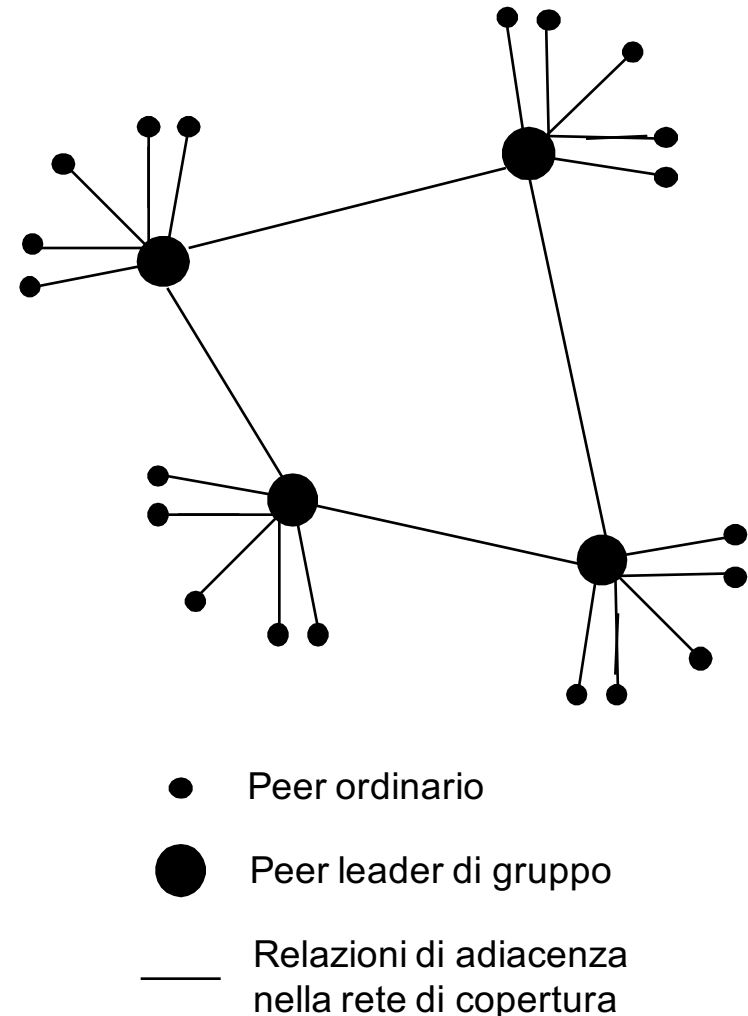 Peer ordinario
Peer leader di gruppo
Relazioni di adiacenza
nella rete di copertura